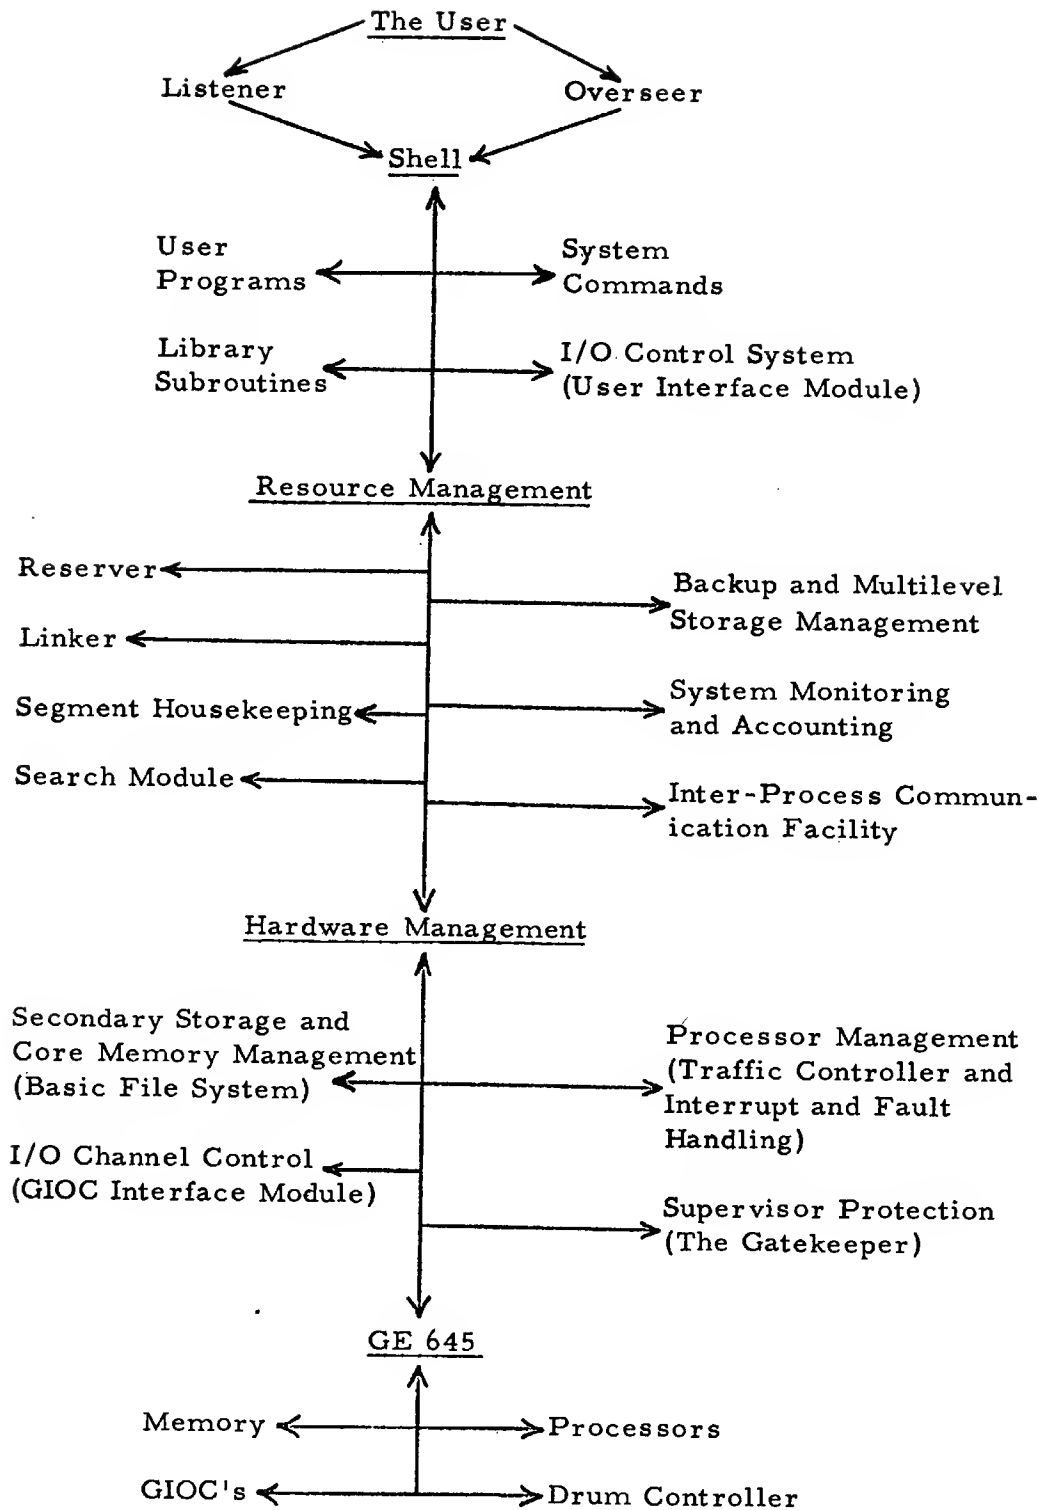 The User
Listener
Overseer
Shell
User
Programs
System
Commands
Library
Subroutines
I/O Control System
(User Interface Module)
Resource Management
Reserver
Backup and Multilevel
Storage Management
Linker
Segment Housekeeping
System Monitoring
and Accounting
Search Module
Inter-Process Commun-
ication Facility
Hardware Management
Secondary Storage and
Core Memory Management
(Basic File System)
Processor Management
(Traffic Controller and
Interrupt and Fault
Handling)
I/O Channel Control
(GIOC Interface Module)
Supervisor Protection
(The Gatekeeper)
GE 645
Memory
Processors
GIOC's
Drum Controller